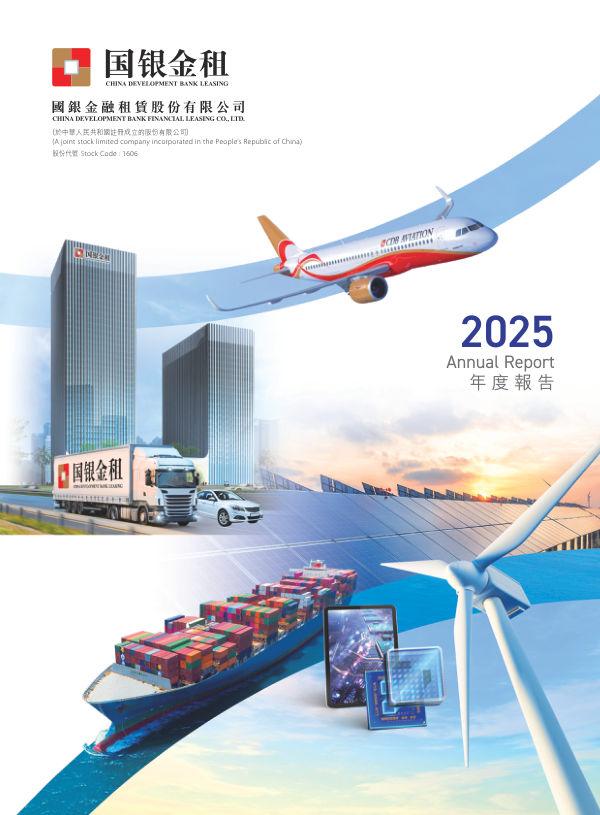 国银金租
CHINA DEVELOPMENT BANK LEASING
國銀金融租賃股份有限公司
CHINA DEVELOPMENT BANK FINANCIAL LEASING CO., LTD.
(於中華人民共和國註冊成立的股份有限公司)
(A joint stock limited company incorporated in the People's Republic of China)
股份代號 Stock Code : 1606
CDB AVIATION
国银金租
2025
Annual Report
年度報告
国银金租
CHINA DEVELOPMENT BANK LEASING